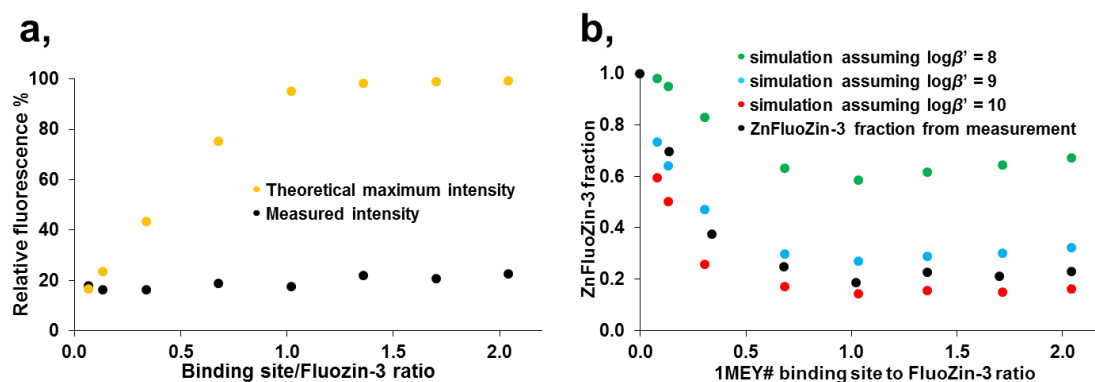 a,
Relative fluorescence %
100
80
60
40
20
0
Theoretical maximum intensity
Measured intensity
0.0 0.5 1.0 1.5 2.0
Binding site/Fluozin-3 ratio
b,
ZnFluoZin-3 fraction
1.0
0.8
0.6
0.4
0.2
0.0
simulation assuming logβ' = 8
simulation assuming logβ' = 9
simulation assuming logβ' = 10
ZnFluoZin-3 fraction from measurement
0.0 0.5 1.0 1.5 2.0
1MEY# binding site to FluoZin-3 ratio